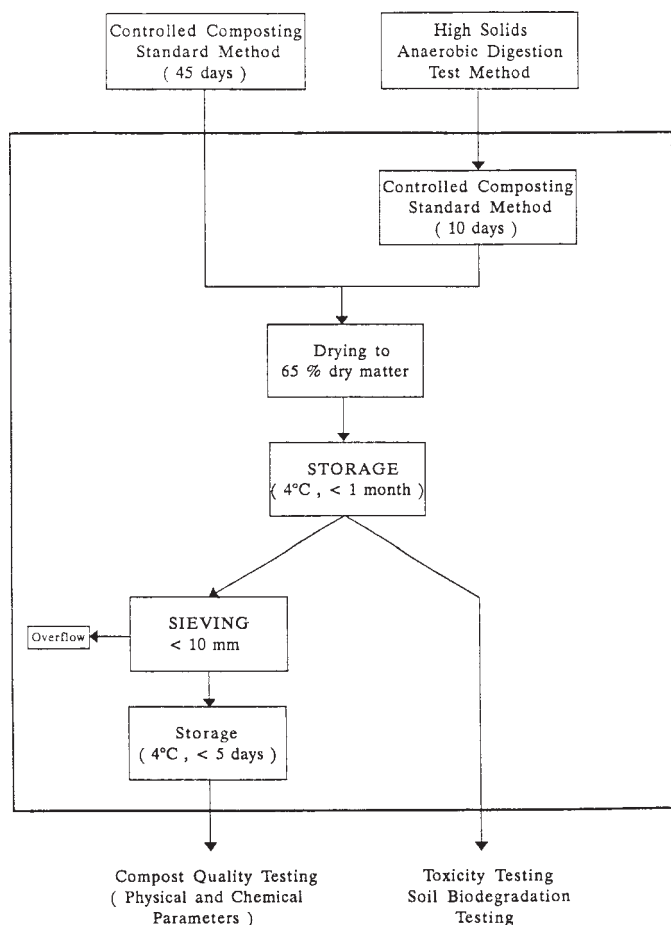 Controlled Composting
Standard Method
( 45 days )
High Solids
Anaerobic Digestion
Test Method
Controlled Composting
Standard Method
( 10 days )
Drying to
65 % dry matter
STORAGE
( 4°C , < 1 month )
SIEVING
< 10 mm
Overflow
Storage
( 4°C , < 5 days )
Compost Quality Testing
( Physical and Chemical
Parameters )
Toxicity Testing
Soil Biodegradation
Testing